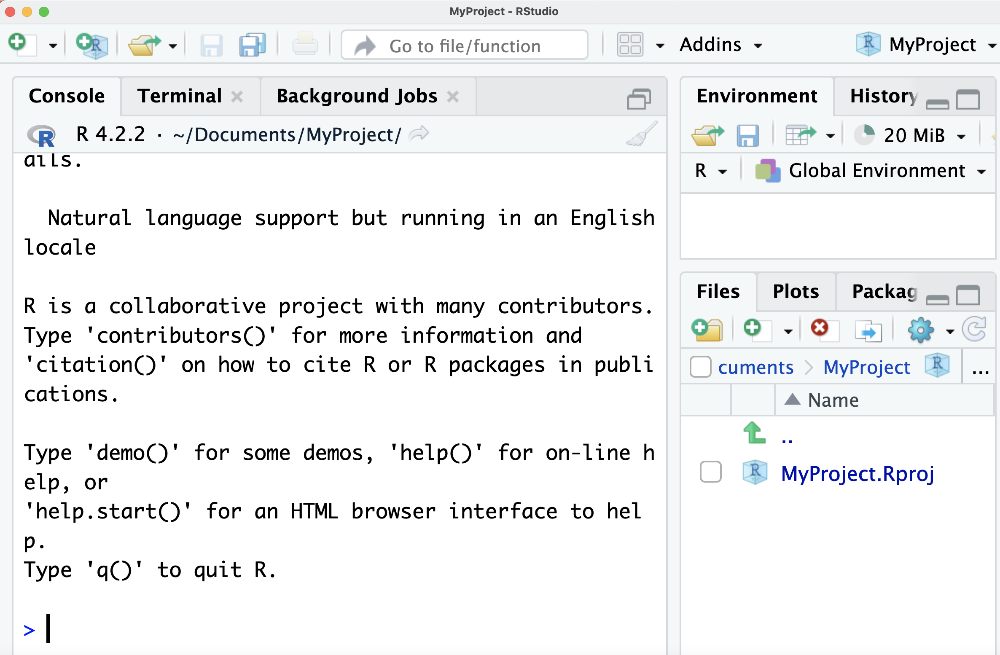 MyProject - RStudio
Go to file/function
Addins
MyProject
Console
Terminal
Background Jobs
R 4.2.2 · ~/Documents/MyProject/
ails.
  Natural language support but running in an English
locale
R is a collaborative project with many contributors.
Type 'contributors()' for more information and
'citation()' on how to cite R or R packages in publi
cations.
Type 'demo()' for some demos, 'help()' for on-line h
elp, or
'help.start()' for an HTML browser interface to hel
p.
Type 'q()' to quit R.
>
Environment
History
20 MiB
R
Global Environment
Files
Plots
Packag
cuments
MyProject
...
Name
..
MyProject.Rproj